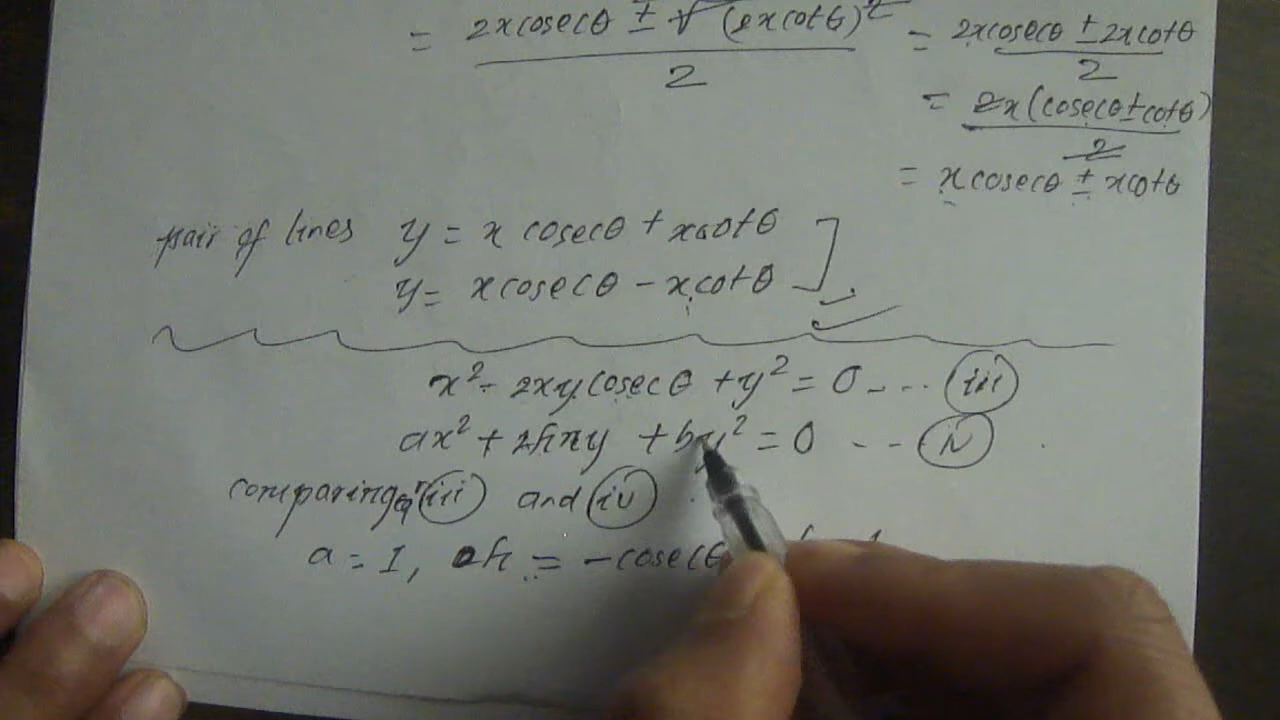 = 2x cosecθ ± √(2x cotθ)² / 2 = 2x cosecθ ± 2x cotθ / 2
= 2x(cosecθ ± cotθ) / 2
= x cosecθ ± x cotθ
pair of lines y = x cosecθ + x cotθ
y = x cosecθ - x cotθ
x² - 2xy cosecθ + y² = 0 --- (iii)
ax² + 2hxy + by² = 0 -- (iv)
comparing (iii) and (iv)
a = 1, h = -cosecθ